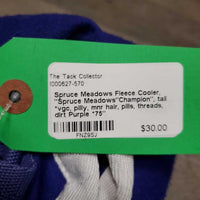 The Tack Collector
I000627-570
Spruce Meadows Fleece Cooler,
"Spruce Meadows"Champion", tail
*vgc, pilly, mnr hair, pills, threads,
dirt Purple *75"
$30.00
FNZ9SJ